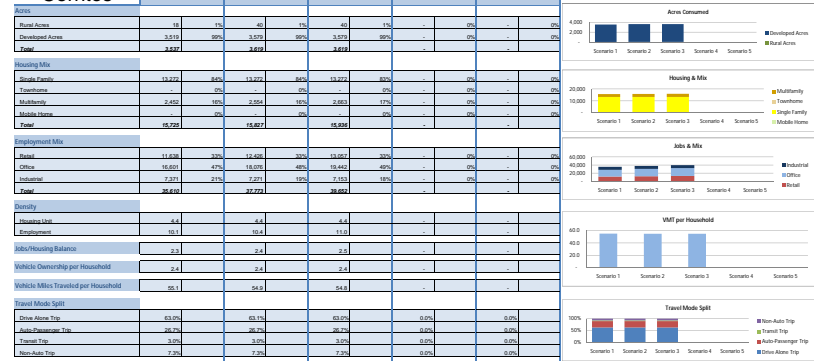 Acres
Rural Acres 18 1% 40 1% 40 1% - 0% - 0%
Developed Acres 3,519 99% 3,579 99% 3,579 99% - 0% - 0%
Total 3,537 3,619 3,619 - -
Housing Mix
Single Family 13,272 84% 13,272 84% 13,272 83% - 0% - 0%
Townhome - 0% - 0% - 0% - 0% - 0%
Multifamily 2,452 16% 2,554 16% 2,663 17% - 0% - 0%
Mobile Home - 0% - 0% - 0% - 0% - 0%
Total 15,725 15,827 15,936 - -
Employment Mix
Retail 11,638 33% 12,426 33% 13,057 33% - 0% - 0%
Office 16,601 47% 18,076 48% 19,442 49% - 0% - 0%
Industrial 7,371 21% 7,271 19% 7,153 18% - 0% - 0%
Total 35,610 37,773 39,652 - -
Density
Housing Unit 4.4 4.4 4.4 - -
Employment 10.1 10.4 11.0 - -
Jobs/Housing Balance 2.3 2.4 2.5 - -
Vehicle Ownership per Household 2.4 2.4 2.4 - -
Vehicle Miles Traveled per Household 55.1 54.9 54.8 - -
Travel Mode Split
Drive Alone Trip 63.0% 63.1% 63.0% 0.0% 0.0%
Auto-Passenger Trip 26.7% 26.7% 26.7% 0.0% 0.0%
Transit Trip 3.0% 3.0% 3.0% 0.0% 0.0%
Non-Auto Trip 7.3% 7.3% 7.3% 0.0% 0.0%
Acres Consumed
4,000
2,000
-
Scenario 1 Scenario 2 Scenario 3 Scenario 4 Scenario 5
Developed Acres
Rural Acres
Housing & Mix
20,000
10,000
-
Scenario 1 Scenario 2 Scenario 3 Scenario 4 Scenario 5
Multifamily
Townhome
Single Family
Mobile Home
Jobs & Mix
60,000
40,000
20,000
-
Scenario 1 Scenario 2 Scenario 3 Scenario 4 Scenario 5
Industrial
Office
Retail
VMT per Household
60.0
40.0
20.0
-
Scenario 1 Scenario 2 Scenario 3 Scenario 4 Scenario 5
Travel Mode Split
100%
50%
0%
Scenario 1 Scenario 2 Scenario 3 Scenario 4 Scenario 5
Non-Auto Trip
Transit Trip
Auto-Passenger Trip
Drive Alone Trip